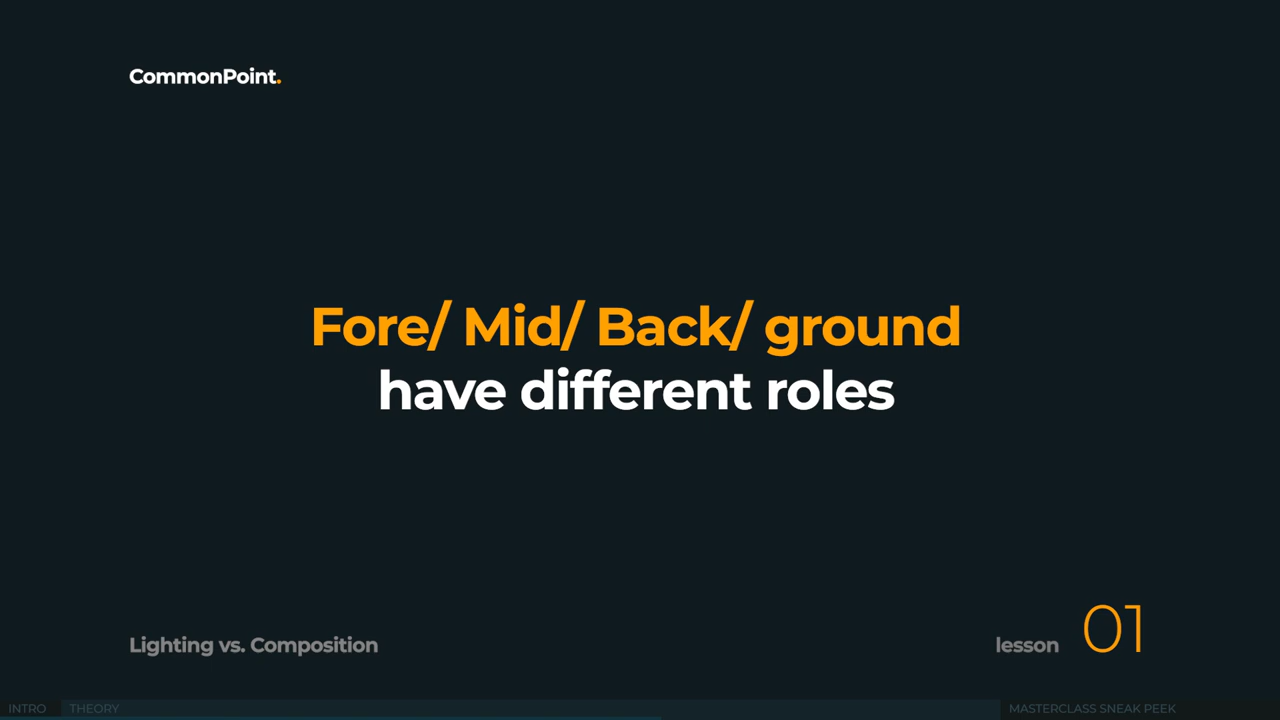 CommonPoint.
Fore/ Mid/ Back/ ground
have different roles
Lighting vs. Composition
lesson 01
INTRO THEORY MASTERCLASS SNEAK PEEK